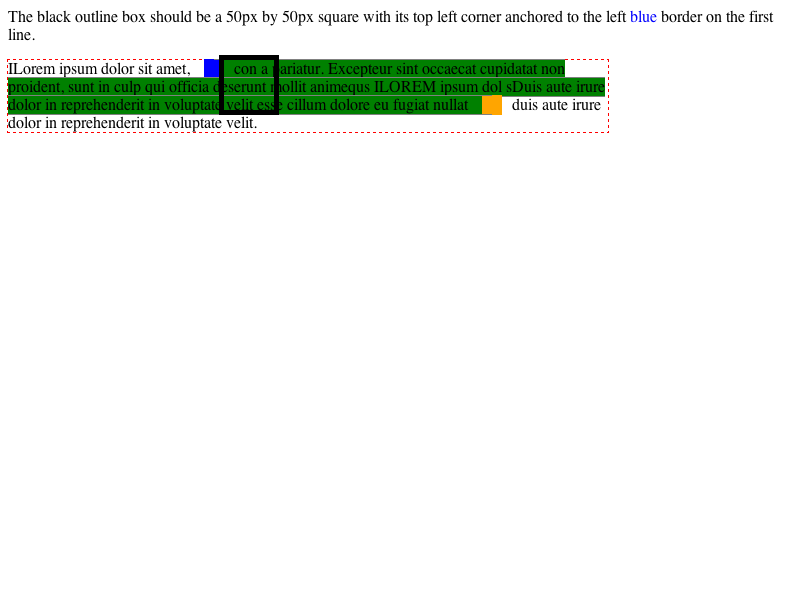 The black outline box should be a 50px by 50px square with its top left corner anchored to the left blue border on the first
line.
ILorem ipsum dolor sit amet, con a pariatur. Excepteur sint occaecat cupidatat non
proident, sunt in culp qui officia deserunt mollit animequs ILOREM ipsum dol sDuis aute irure
dolor in reprehenderit in voluptate velit esse cillum dolore eu fugiat nullat duis aute irure
dolor in reprehenderit in voluptate velit.